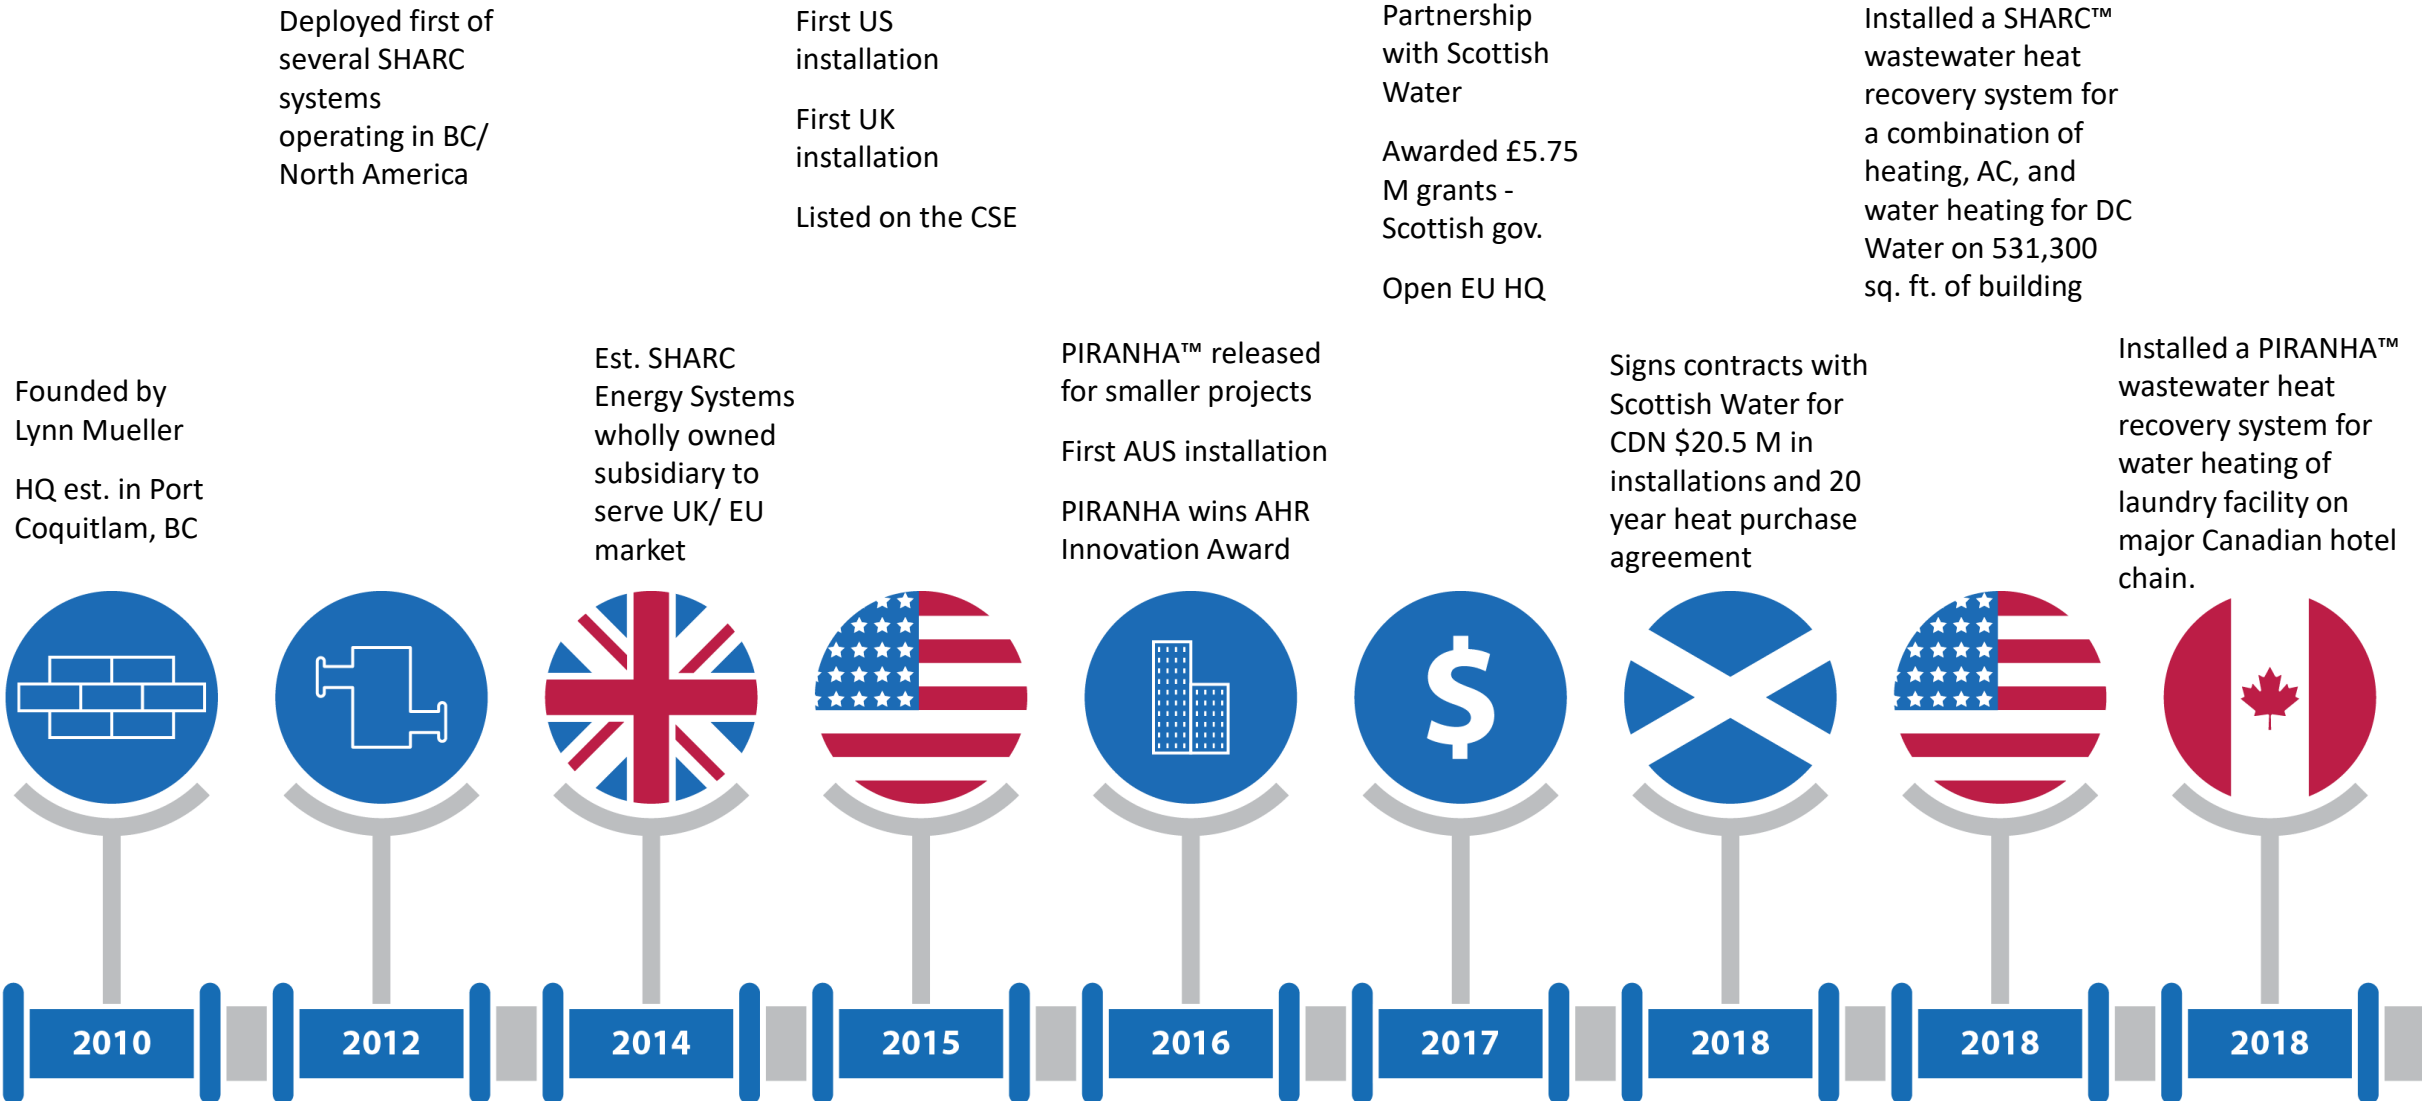 Founded by
Lynn Mueller
HQ est. in Port
Coquitlam, BC
Deployed first of
several SHARC
systems
operating in BC/
North America
Est. SHARC
Energy Systems
wholly owned
subsidiary to
serve UK/ EU
market
First US
installation
First UK
installation
Listed on the CSE
PIRANHA™ released
for smaller projects
First AUS installation
PIRANHA wins AHR
Innovation Award
Partnership
with Scottish
Water
Awarded £5.75
M grants -
Scottish gov.
Open EU HQ
Signs contracts with
Scottish Water for
CDN $20.5 M in
installations and 20
year heat purchase
agreement
Installed a SHARC™
wastewater heat
recovery system for
a combination of
heating, AC, and
water heating for DC
Water on 531,300
sq. ft. of building
Installed a PIRANHA™
wastewater heat
recovery system for
water heating of
laundry facility on
major Canadian hotel
chain.
$
2010
2012
2014
2015
2016
2017
2018
2018
2018